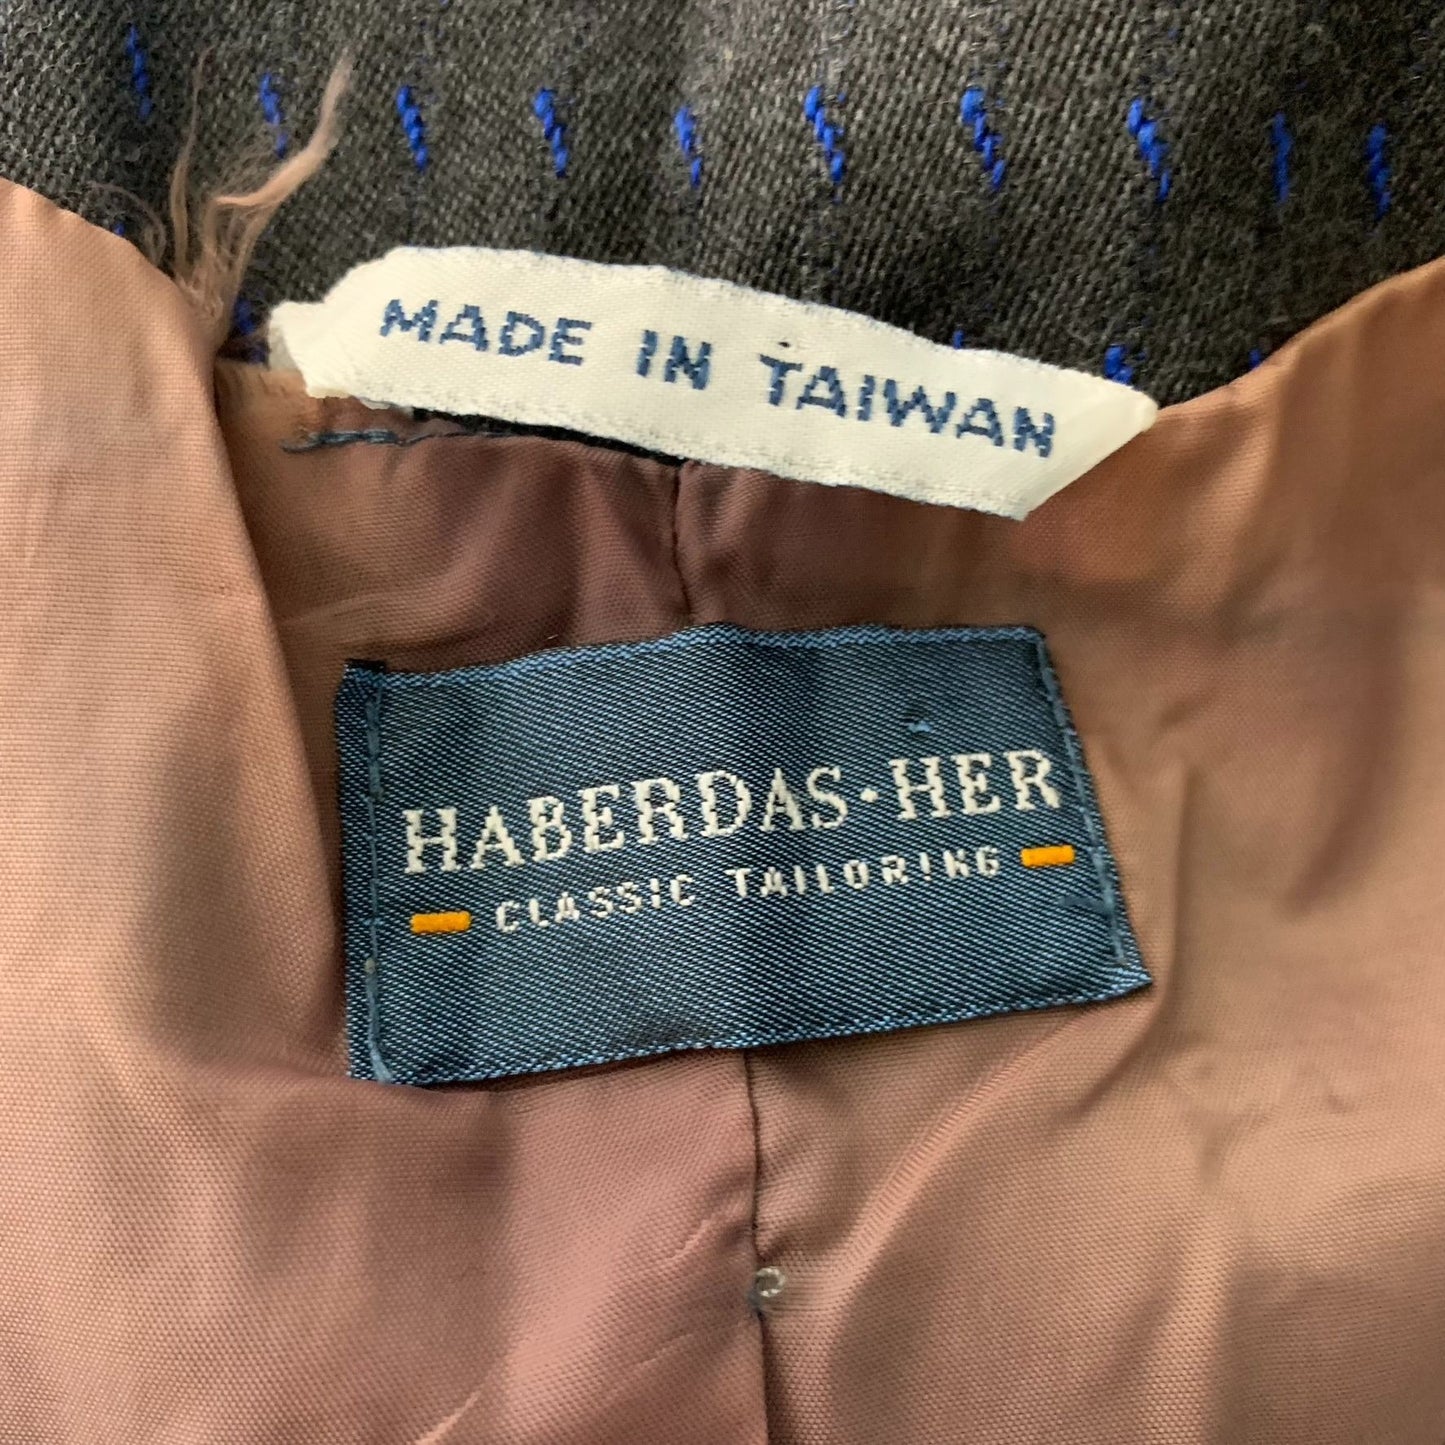 MADE IN TAIWAN
HABERDAS·HER
CLASSIC TAILORING